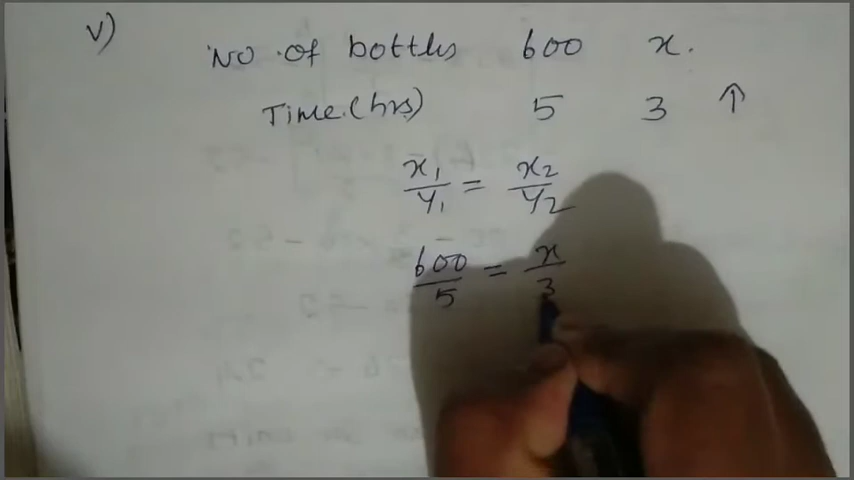 v)
No. of bottles 600 x.
Time.(hrs) 5 3 ↑
x₁/y₁ = x₂/y₂
600/5 = x/3